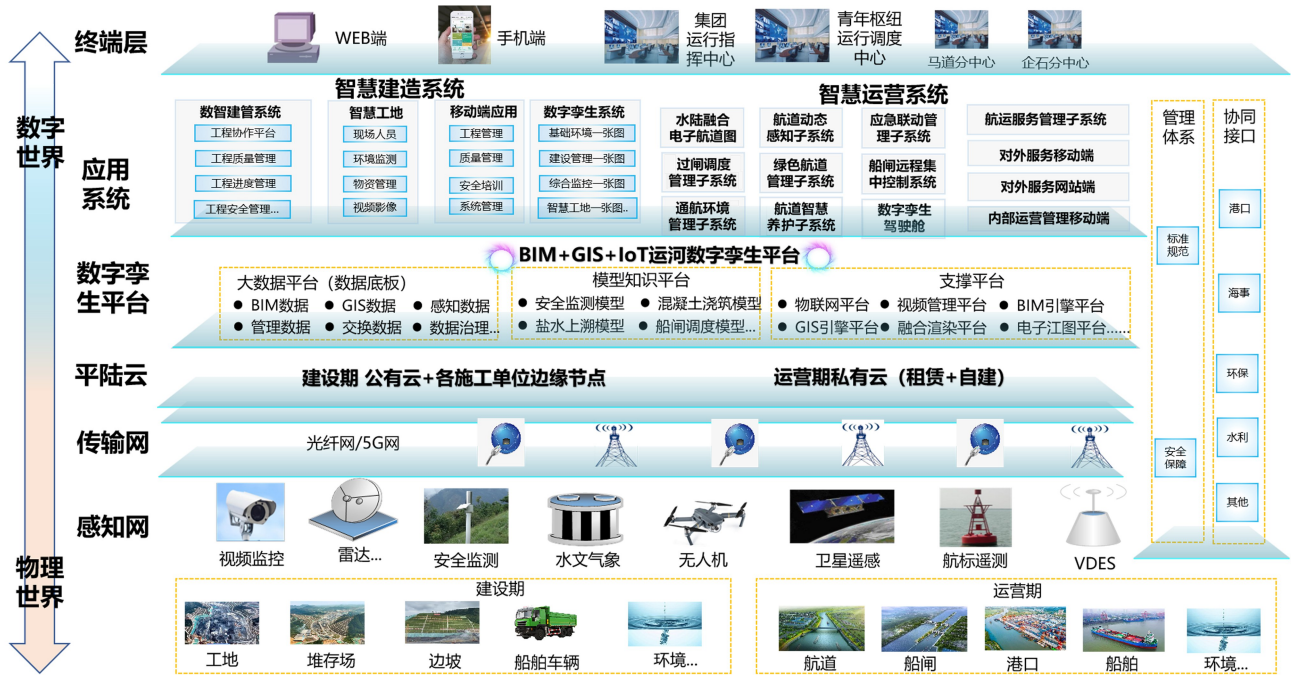 终端层
WEB端
手机端
集团
运行指
挥中心
青年枢纽
运行调度
中心
马道分中心
企石分中心
数字
世界
应用
系统
智慧建造系统
数智建管系统
工程协作平台
工程质量管理
工程进度管理
工程安全管理...
智慧工地
现场人员
环境监测
物资管理
视频影像
移动端应用
工程管理
质量管理
安全培训
系统管理
数字孪生系统
基础环境一张图
建设管理一张图
综合监控一张图
智慧工地一张图..
智慧运营系统
水陆融合
电子航道图
航道动态
感知子系统
应急联动管
理子系统
过闸调度
管理子系统
绿色航道
管理子系统
船闸远程集
中控制系统
通航环境
管理子系统
航道智慧
养护子系统
数字孪生
驾驶舱
航运服务管理子系统
对外服务移动端
对外服务网站端
内部运营管理移动端
管理
体系
标准
规范
安全
保障
协同
接口
港口
海事
环保
水利
其他
数字孪
生平台
BIM+GIS+IoT运河数字孪生平台
大数据平台（数据底板）
● BIM数据 ● GIS数据 ● 感知数据
● 管理数据 ● 交换数据 ● 数据治理...
模型知识平台
● 安全监测模型 ● 混凝土浇筑模型
● 盐水上溯模型 ● 船闸调度模型...
支撑平台
● 物联网平台 ● 视频管理平台 ● BIM引擎平台
● GIS引擎平台 ● 融合渲染平台 ● 电子江图平台......
平陆云
建设期 公有云+各施工单位边缘节点
运营期私有云（租赁+自建）
传输网
光纤网/5G网
感知网
视频监控
雷达...
安全监测
水文气象
无人机
卫星遥感
航标遥测
VDES
物理
世界
建设期
工地
堆存场
边坡
船舶车辆
环境...
运营期
航道
船闸
港口
船舶
环境...